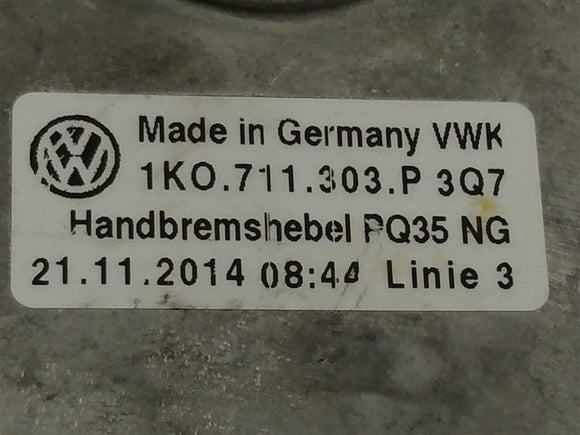 Made in Germany VWK
1KO.711.303.P 3Q7
Handbremshebel PQ35 NG
21.11.2014 08:44 Linie 3